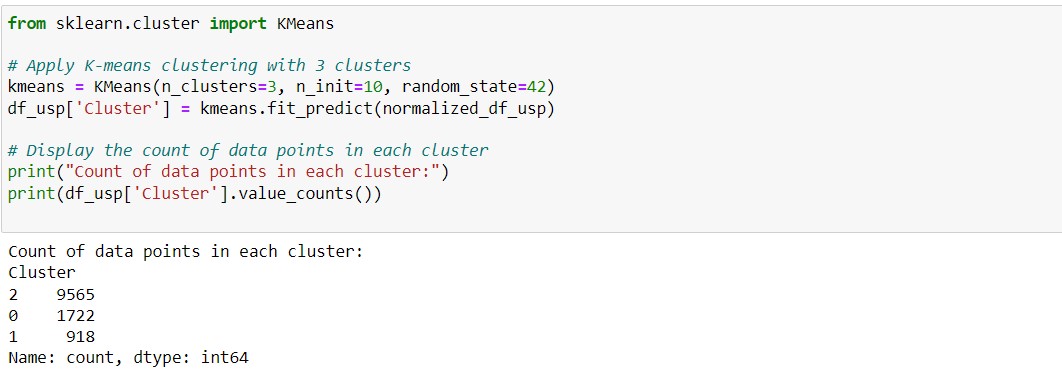 from sklearn.cluster import KMeans
# Apply K-means clustering with 3 clusters
kmeans = KMeans(n_clusters=3, n_init=10, random_state=42)
df_usp['Cluster'] = kmeans.fit_predict(normalized_df_usp)
# Display the count of data points in each cluster
print("Count of data points in each cluster:")
print(df_usp['Cluster'].value_counts())
Count of data points in each cluster:
Cluster
2    9565
0    1722
1     918
Name: count, dtype: int64